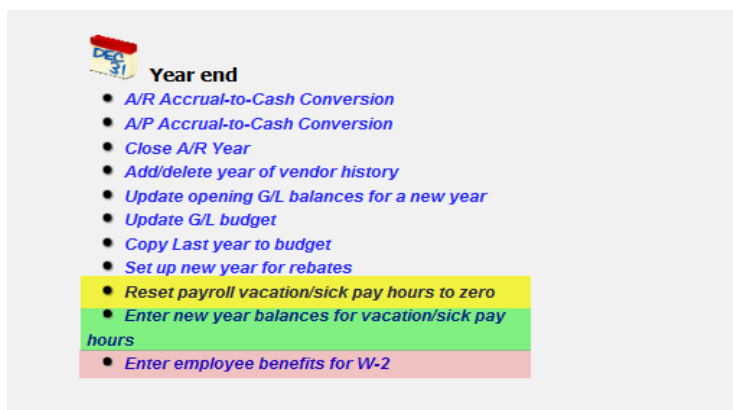 DEC
31
Year end
A/R Accrual-to-Cash Conversion
A/P Accrual-to-Cash Conversion
Close A/R Year
Add/delete year of vendor history
Update opening G/L balances for a new year
Update G/L budget
Copy Last year to budget
Set up new year for rebates
Reset payroll vacation/sick pay hours to zero
Enter new year balances for vacation/sick pay
hours
Enter employee benefits for W-2